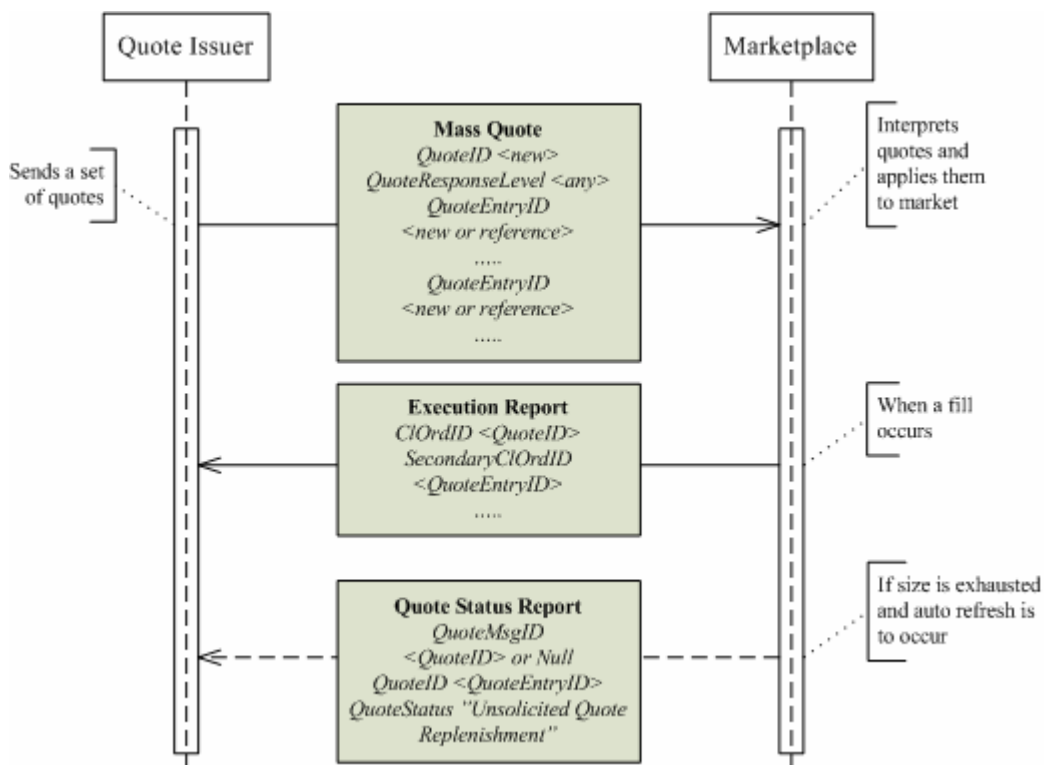 Quote Issuer
Marketplace
Sends a set
of quotes
Mass Quote
QuoteID <new>
QuoteResponseLevel <any>
QuoteEntryID
<new or reference>
.....
QuoteEntryID
<new or reference>
.....
Interprets
quotes and
applies them
to market
Execution Report
ClOrdID <QuoteID>
SecondaryClOrdID
<QuoteEntryID>
.....
When a fill
occurs
Quote Status Report
QuoteMsgID
<QuoteID> or Null
QuoteID <QuoteEntryID>
QuoteStatus ”Unsolicited Quote
Replenishment”
If size is exhausted
and auto refresh is
to occur